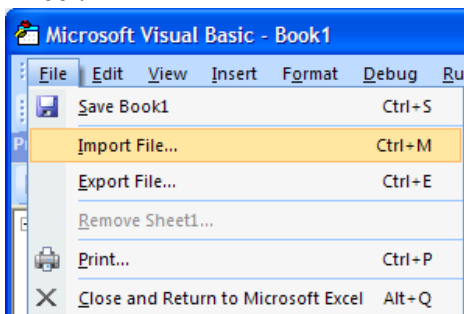 Microsoft Visual Basic - Book1
File Edit View Insert Format Debug Ru
Save Book1 Ctrl+S
Import File... Ctrl+M
Export File... Ctrl+E
Remove Sheet1...
Print... Ctrl+P
Close and Return to Microsoft Excel Alt+Q